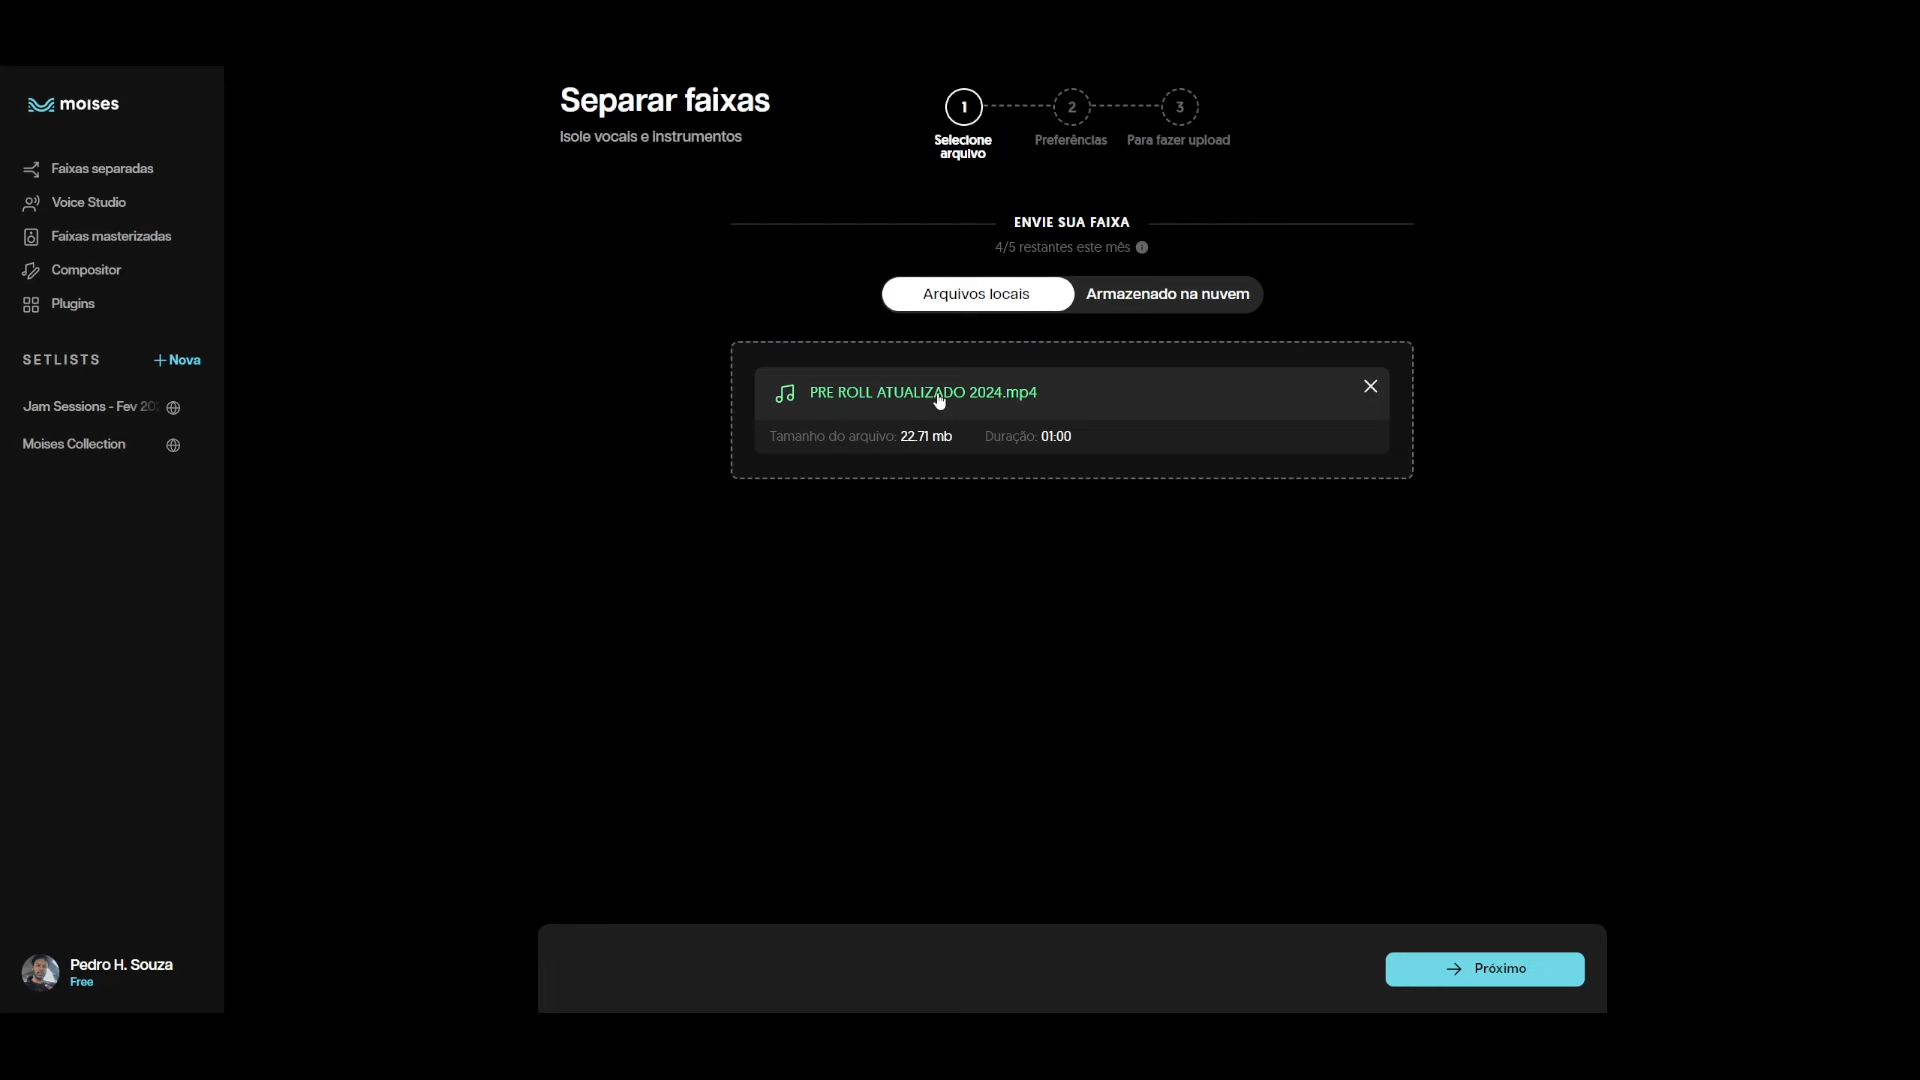 moises
Faixas separadas
Voice Studio
Faixas masterizadas
Compositor
Plugins
SETLISTS
+ Nova
Jam Sessions - Fev 20
Moises Collection
Pedro H. Souza
Free
Separar faixas
Isole vocais e instrumentos
1
2
3
Selecione
arquivo
Preferências
Para fazer upload
ENVIE SUA FAIXA
4/5 restantes este mês
Arquivos locais
Armazenado na nuvem
PRE ROLL ATUALIZADO 2024.mp4
Tamanho do arquivo: 22.71 mb
Duração: 01:00
Próximo